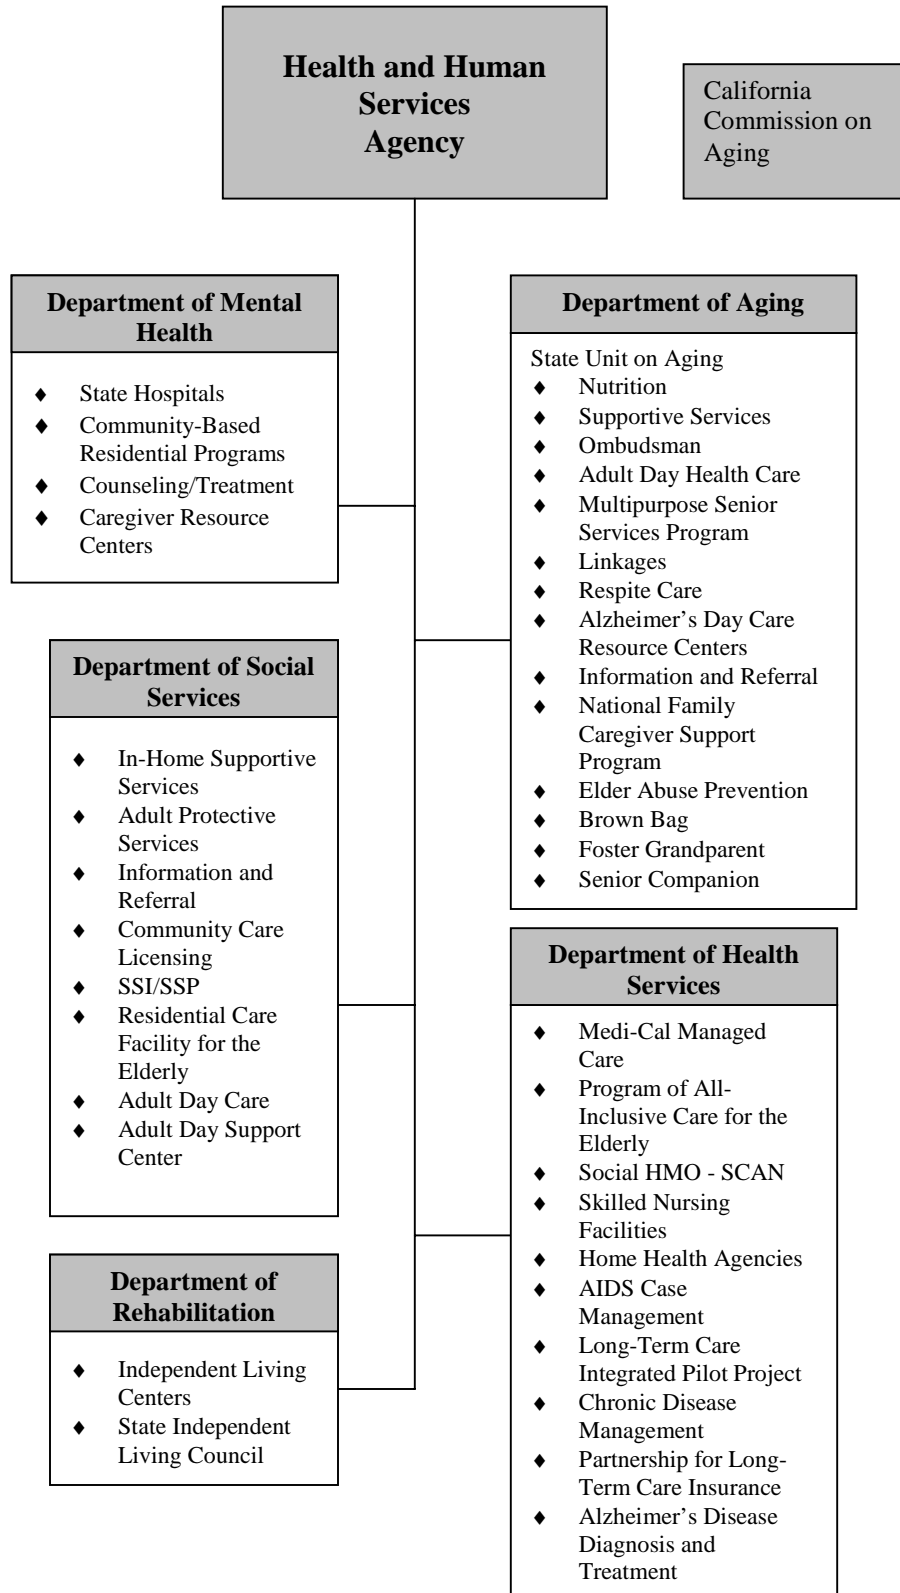 Health and Human
Services
Agency
California
Commission on
Aging
Department of Mental
Health
♦ State Hospitals
♦ Community-Based
Residential Programs
♦ Counseling/Treatment
♦ Caregiver Resource
Centers
Department of Aging
State Unit on Aging
♦ Nutrition
♦ Supportive Services
♦ Ombudsman
♦ Adult Day Health Care
♦ Multipurpose Senior
Services Program
♦ Linkages
♦ Respite Care
♦ Alzheimer’s Day Care
Resource Centers
♦ Information and Referral
♦ National Family
Caregiver Support
Program
♦ Elder Abuse Prevention
♦ Brown Bag
♦ Foster Grandparent
♦ Senior Companion
Department of Social
Services
♦ In-Home Supportive
Services
♦ Adult Protective
Services
♦ Information and
Referral
♦ Community Care
Licensing
♦ SSI/SSP
♦ Residential Care
Facility for the
Elderly
♦ Adult Day Care
♦ Adult Day Support
Center
Department of Health
Services
♦ Medi-Cal Managed
Care
♦ Program of All-
Inclusive Care for the
Elderly
♦ Social HMO - SCAN
♦ Skilled Nursing
Facilities
♦ Home Health Agencies
♦ AIDS Case
Management
♦ Long-Term Care
Integrated Pilot Project
♦ Chronic Disease
Management
♦ Partnership for Long-
Term Care Insurance
♦ Alzheimer’s Disease
Diagnosis and
Treatment
Department of
Rehabilitation
♦ Independent Living
Centers
♦ State Independent
Living Council